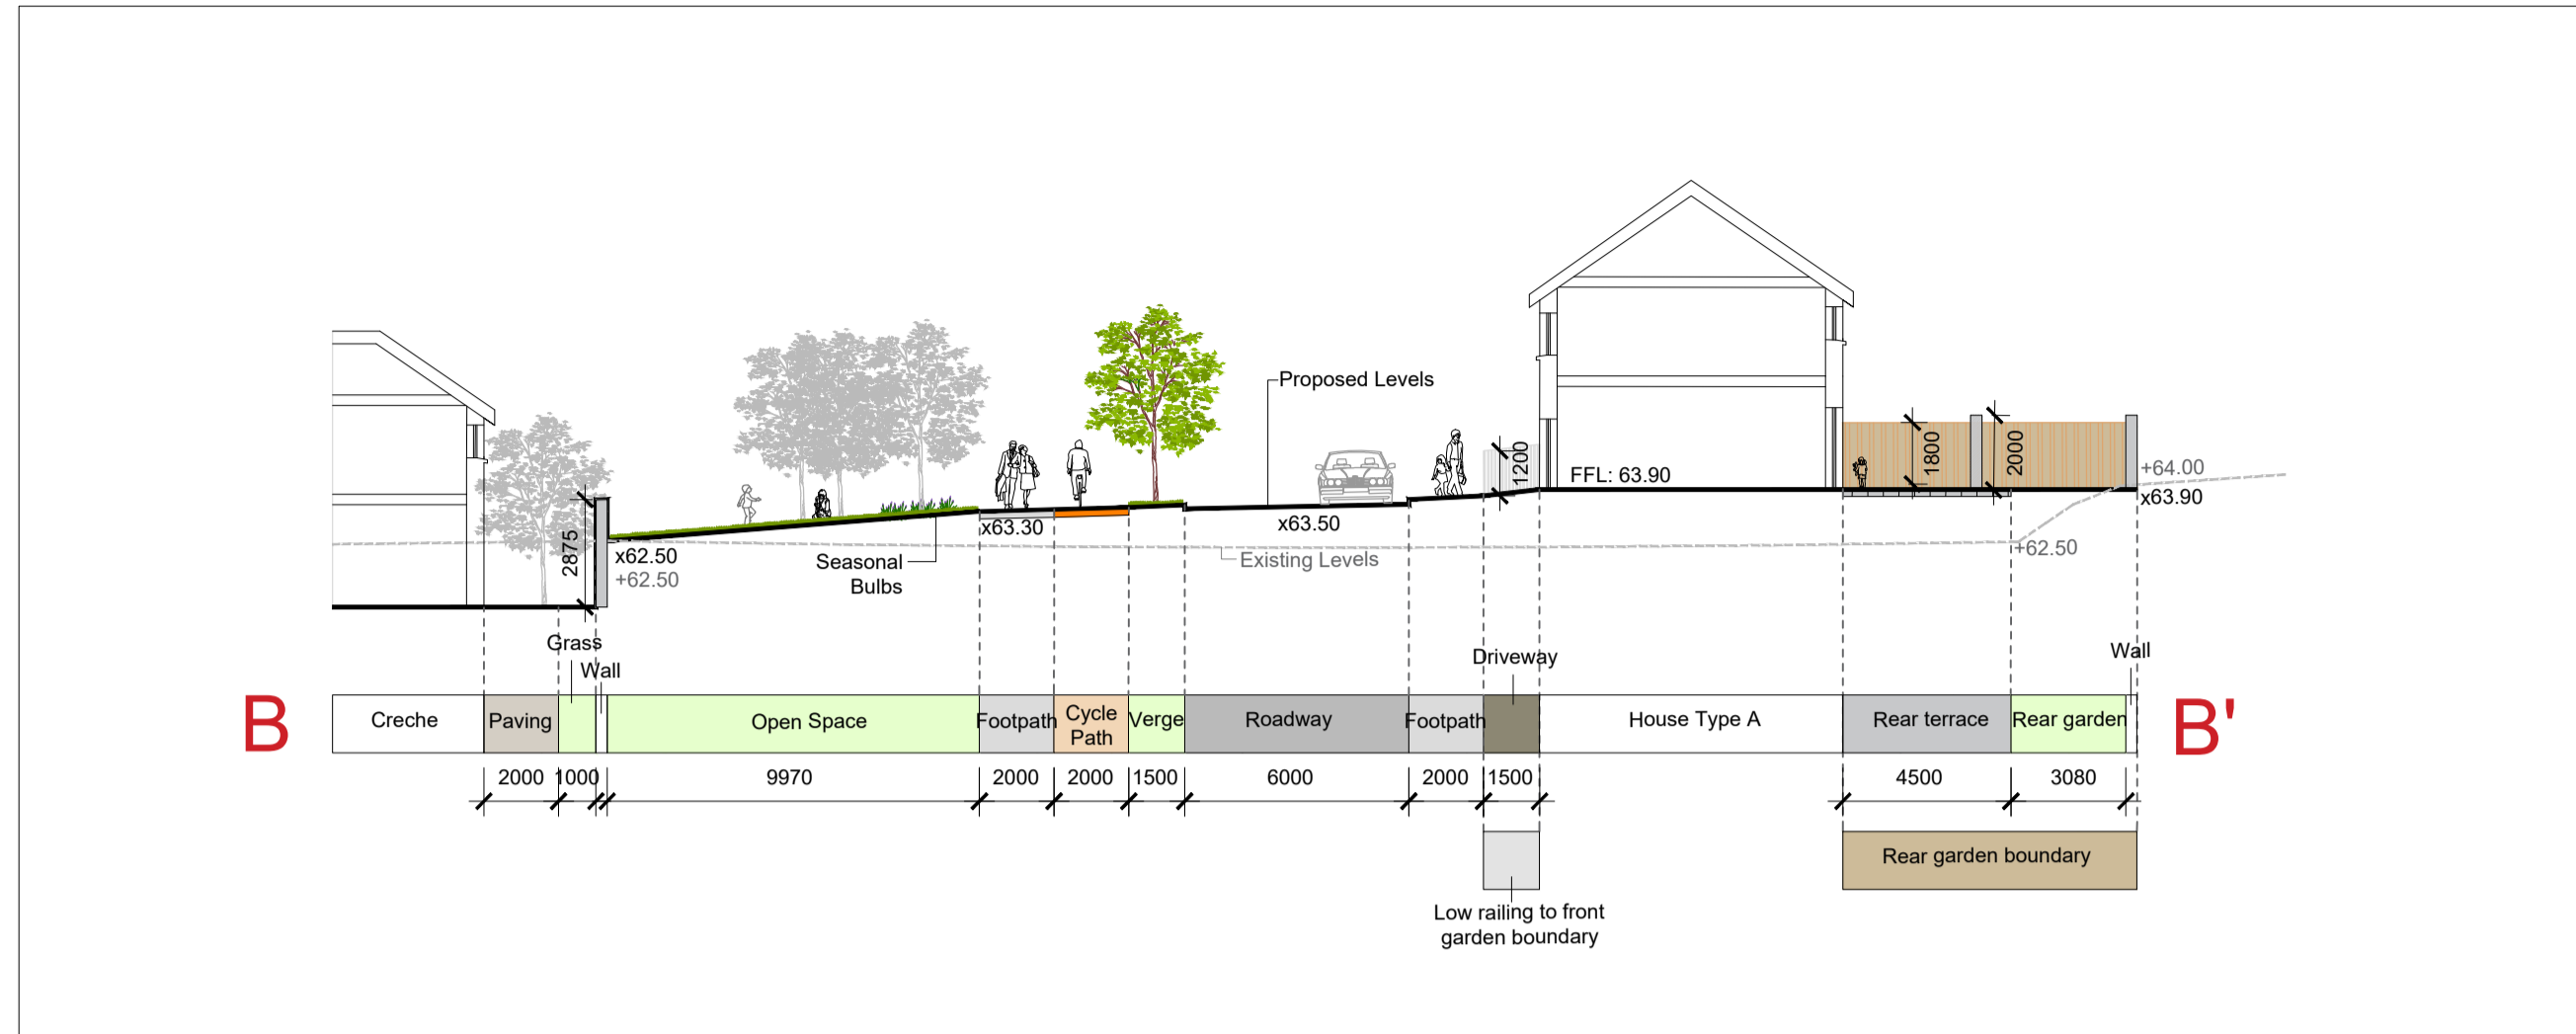 Proposed Levels
1200
FFL: 63.90
1800
2000
+64.00
x63.90
2875
x62.50
+62.50
Seasonal
Bulbs
x63.30
x63.50
Existing Levels
+62.50
Grass
Wall
Driveway
Wall
B
Creche
Paving
Open Space
Footpath
Cycle
Path
Verge
Roadway
Footpath
House Type A
Rear terrace
Rear garden
B'
2000
1000
9970
2000
2000
1500
6000
2000
1500
4500
3080
Rear garden boundary
Low railing to front
garden boundary